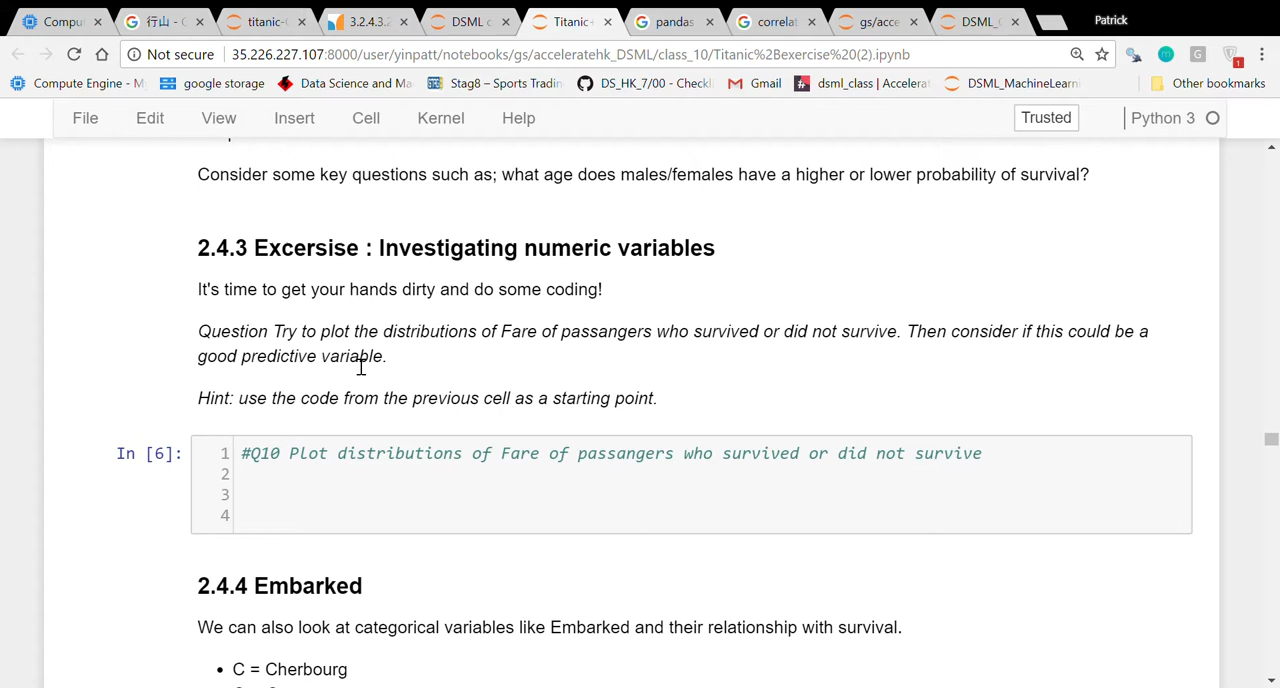 Comput
行山 - G
titanic-
3.2.4.3.
DSML c
Titanic+
pandas
correlat
gs/acce
DSML_
Patrick
Not secure 35.226.227.107:8000/user/yinpatt/notebooks/gs/acceleratehk_DSML/class_10/Titanic%2Bexercise%20(2).ipynb
Compute Engine - M
google storage
Data Science and Ma
Stag8 – Sports Tradin
DS_HK_7/00 - Checkl
Gmail
dsml_class | Accelera
DSML_MachineLearni
Other bookmarks
File Edit View Insert Cell Kernel Help
Trusted
Python 3
Consider some key questions such as; what age does males/females have a higher or lower probability of survival?
2.4.3 Excersise : Investigating numeric variables
It's time to get your hands dirty and do some coding!
Question Try to plot the distributions of Fare of passangers who survived or did not survive. Then consider if this could be a
good predictive variable.
Hint: use the code from the previous cell as a starting point.
In [6]:
1 #Q10 Plot distributions of Fare of passangers who survived or did not survive
2
3
4
2.4.4 Embarked
We can also look at categorical variables like Embarked and their relationship with survival.
• C = Cherbourg